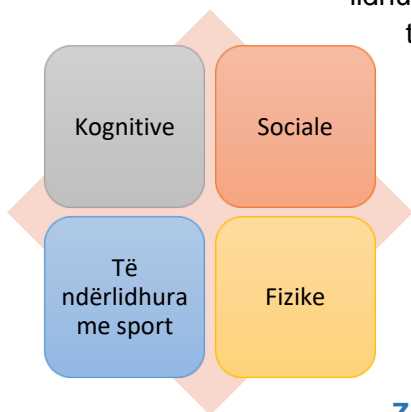 t
Kognitive
Sociale
Të
ndërlidhura
me sport
Fizike